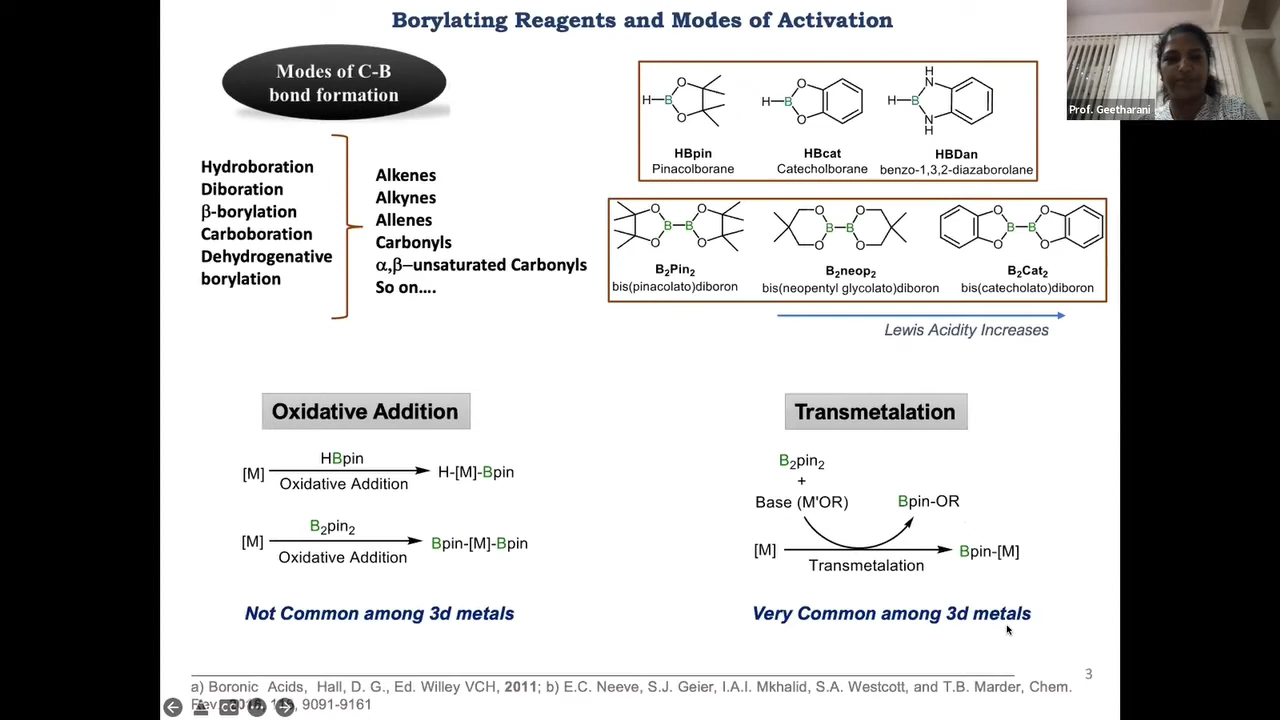 Borylating Reagents and Modes of Activation
Prof. Geetharani
Modes of C-B
bond formation
Hydroboration
Diboration
β-borylation
Carboboration
Dehydrogenative
borylation
Alkenes
Alkynes
Allenes
Carbonyls
α,β–unsaturated Carbonyls
So on....
H B O O
H B O O
H B H N N H
HBpin
Pinacolborane
HBcat
Catecholborane
HBDan
benzo-1,3,2-diazaborolane
O O B B O O
O O B B O O
O O B B O O
B₂Pin₂
bis(pinacolato)diboron
B₂neop₂
bis(neopentyl glycolato)diboron
B₂Cat₂
bis(catecholato)diboron
Lewis Acidity Increases
Oxidative Addition
[M]
HBpin
Oxidative Addition
H-[M]-Bpin
[M]
B₂pin₂
Oxidative Addition
Bpin-[M]-Bpin
Not Common among 3d metals
Transmetalation
B₂pin₂
+
Base (M'OR)
Bpin-OR
[M]
Transmetalation
Bpin-[M]
Very Common among 3d metals
3
a) Boronic Acids, Hall, D. G., Ed. Willey VCH, 2011; b) E.C. Neeve, S.J. Geier, I.A.I. Mkhalid, S.A. Westcott, and T.B. Marder, Chem.
9091-9161